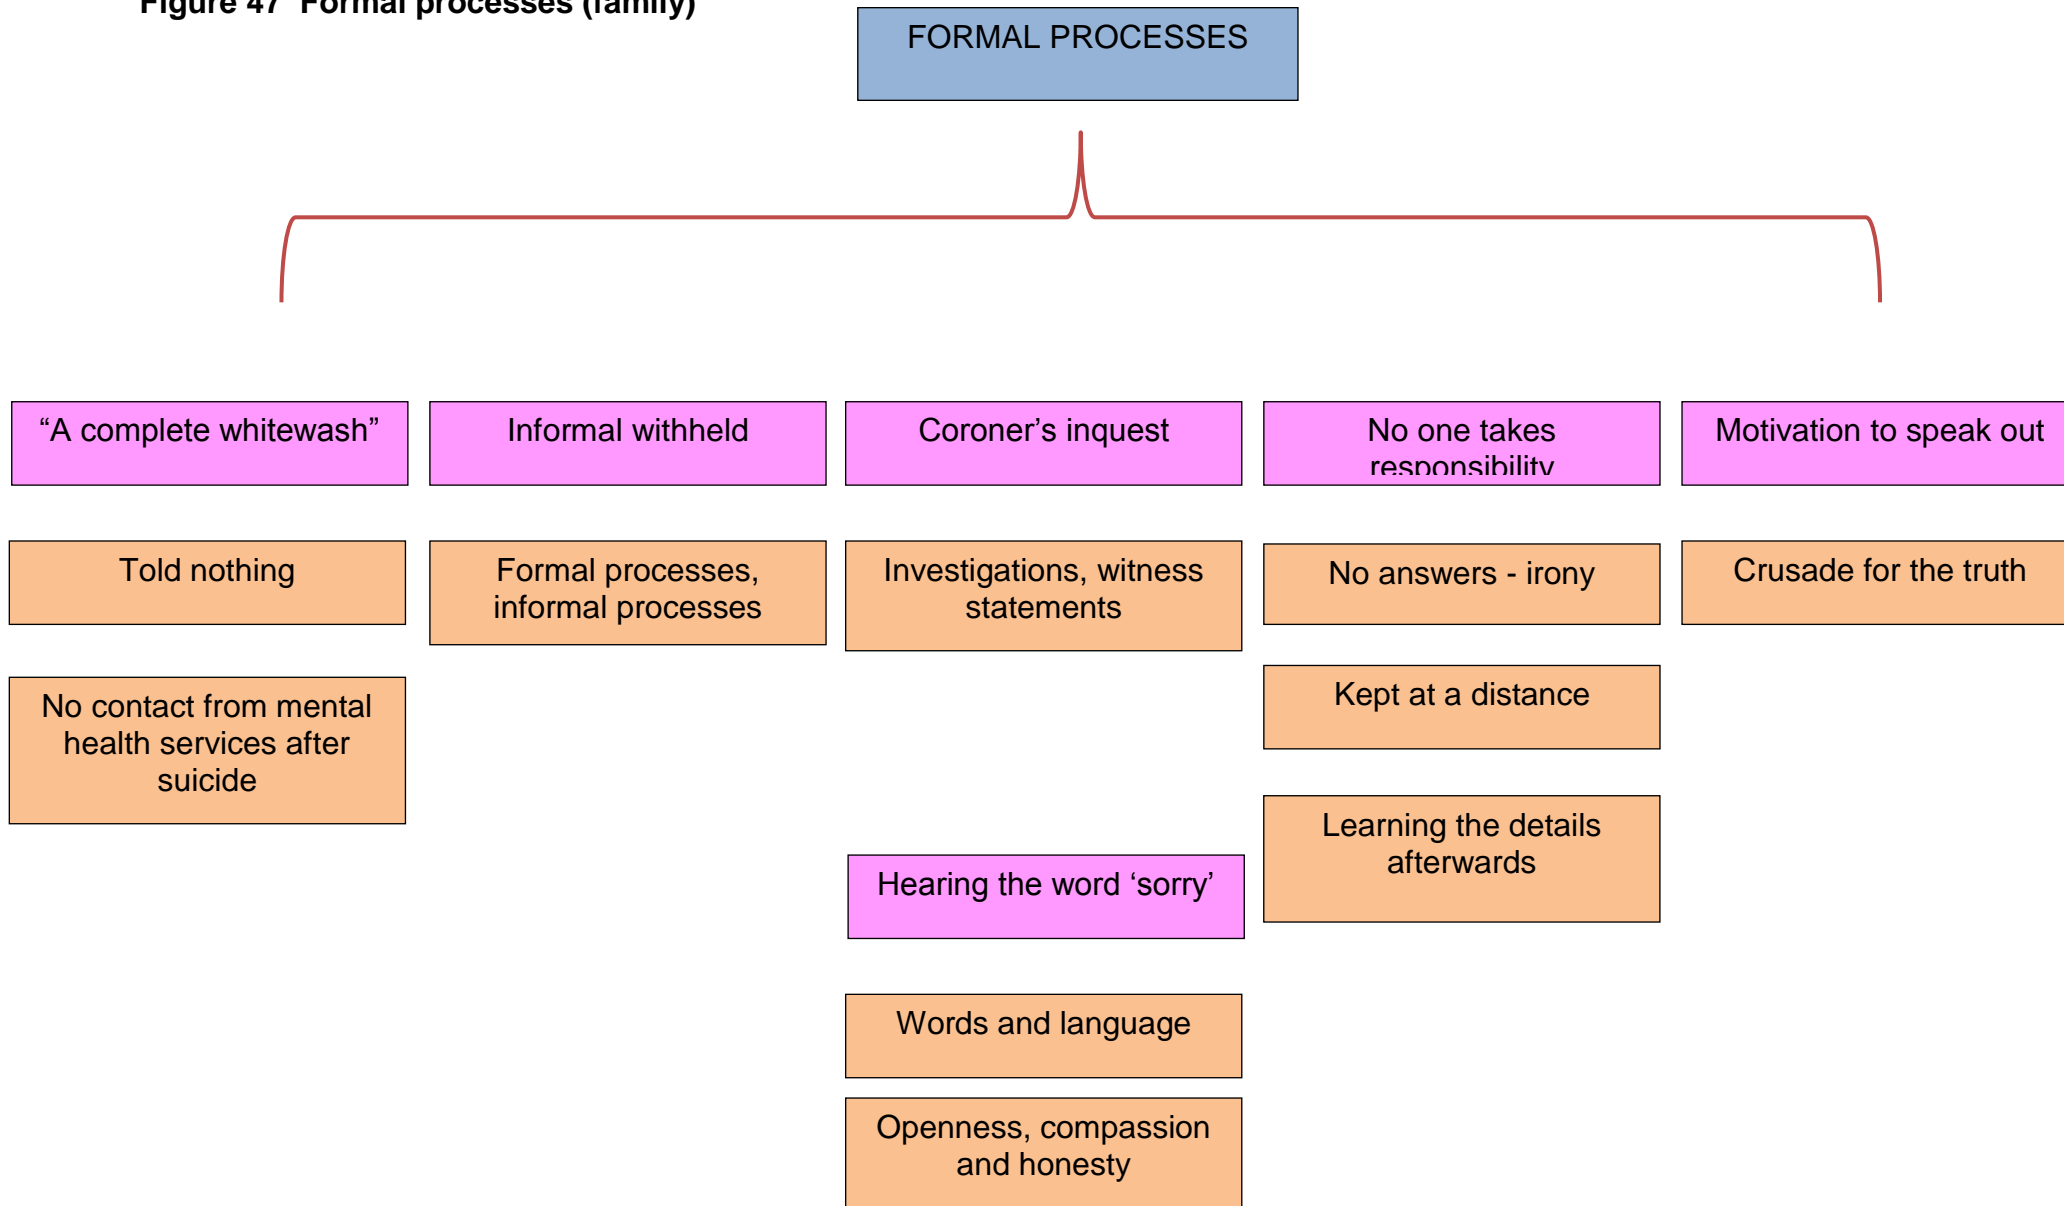 Figure 47 Formal processes (family)
FORMAL PROCESSES
“A complete whitewash”
Informal withheld
Coroner’s inquest
No one takes
responsibility
Motivation to speak out
Told nothing
Formal processes,
informal processes
Investigations, witness
statements
No answers - irony
Crusade for the truth
No contact from mental
health services after
suicide
Kept at a distance
Learning the details
afterwards
Hearing the word ‘sorry’
Words and language
Openness, compassion
and honesty